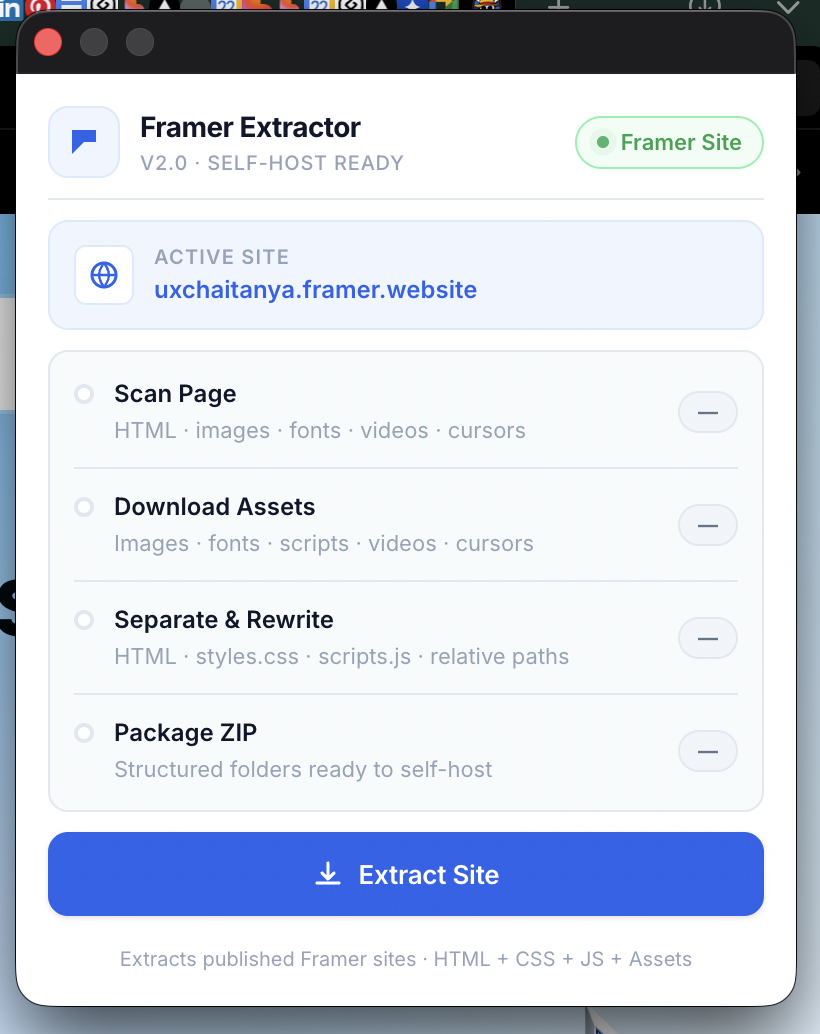 Framer Extractor
V2.0 · SELF-HOST READY
Framer Site
ACTIVE SITE
uxchaitanya.framer.website
Scan Page
HTML · images · fonts · videos · cursors
—
Download Assets
Images · fonts · scripts · videos · cursors
—
Separate & Rewrite
HTML · styles.css · scripts.js · relative paths
—
Package ZIP
Structured folders ready to self-host
—
Extract Site
Extracts published Framer sites · HTML + CSS + JS + Assets